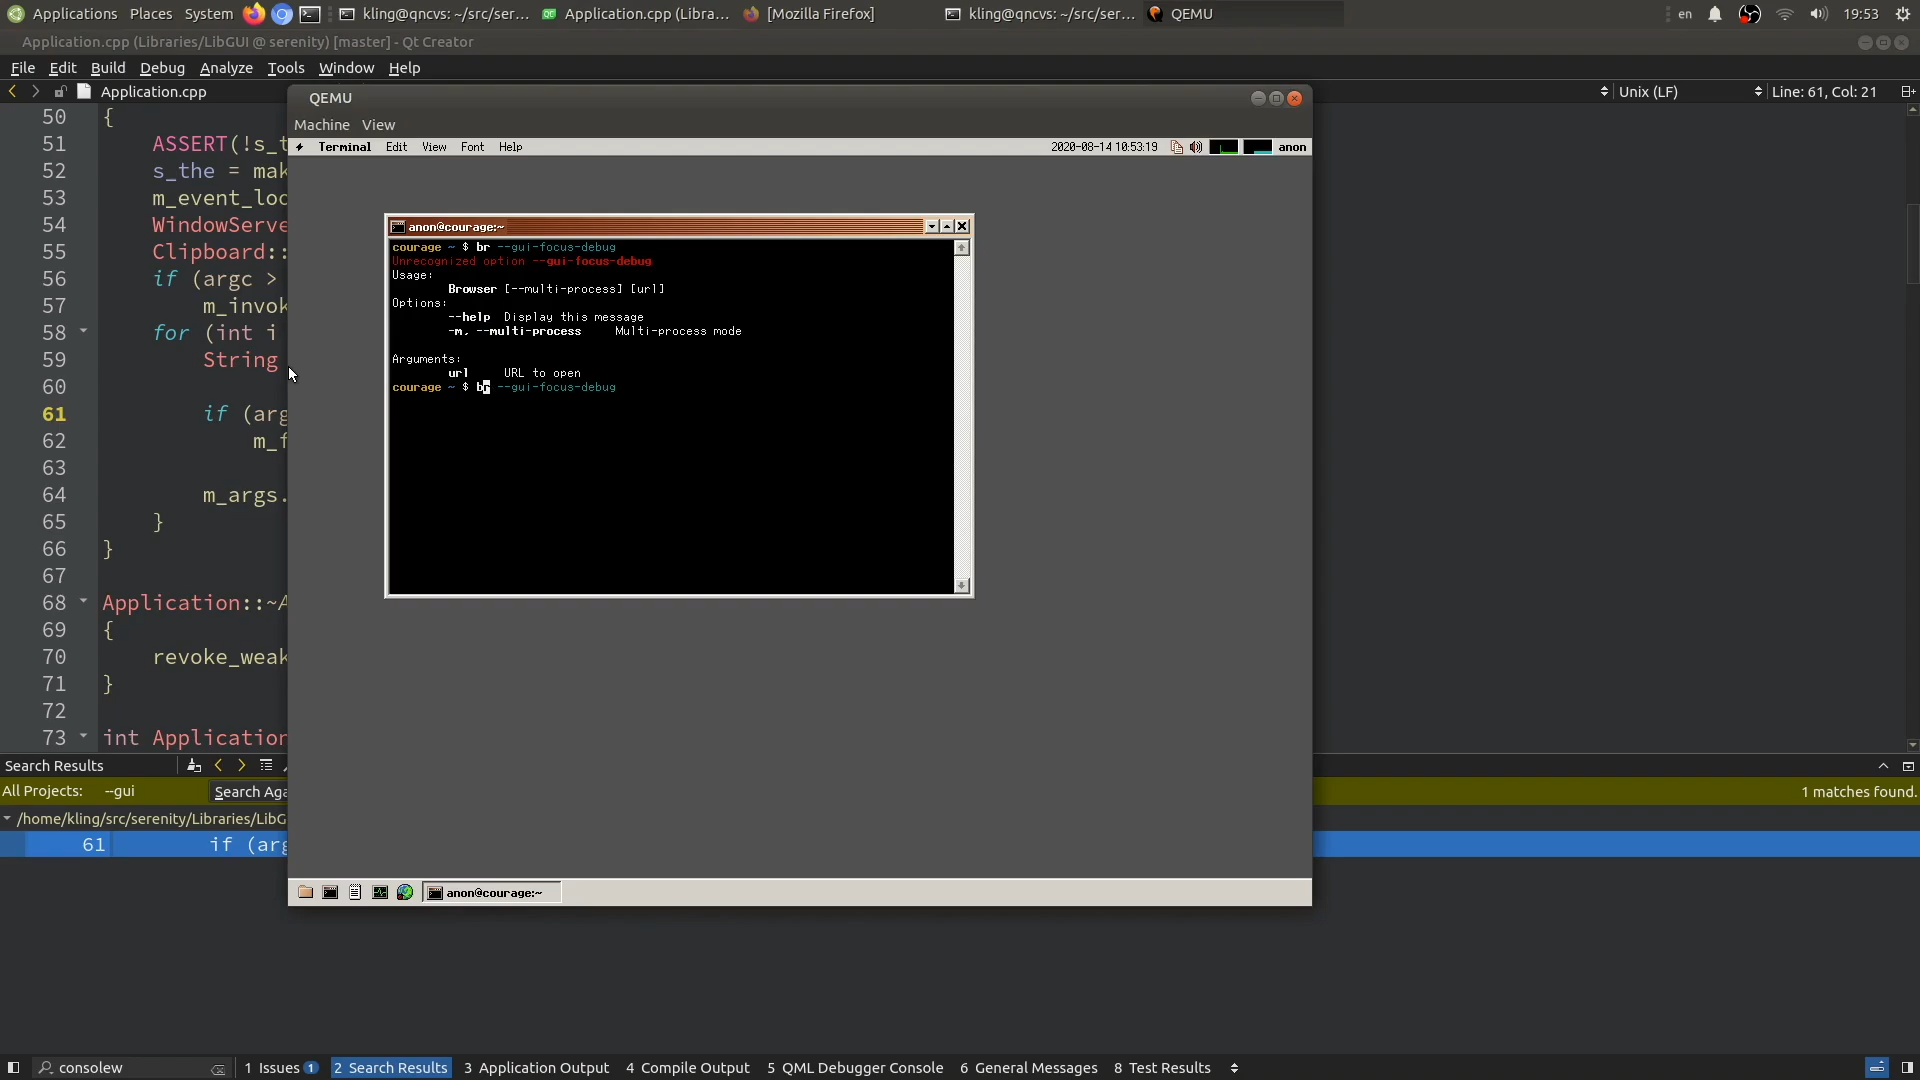 Applications Places System kling@qncvs: ~/src/ser... Application.cpp (Libra... [Mozilla Firefox] kling@qncvs: ~/src/ser... QEMU en 19:53
Application.cpp (Libraries/LibGUI @ serenity) [master] - Qt Creator
File Edit Build Debug Analyze Tools Window Help
Application.cpp Unix (LF) Line: 61, Col: 21
QEMU
Machine View
Terminal Edit View Font Help 2020-08-14 10:53:19 anon
50 {
51 ASSERT(!s_t
52 s_the = mak
53 m_event_loo
54 WindowServe
55 Clipboard::
56 if (argc >
57 m_invok
58 for (int i
59 String
60
61 if (arg
62 m_f
63
64 m_args.
65 }
66 }
67
68 Application::~A
69 {
70 revoke_weak
71 }
72
73 int Application
anon@courage:~
courage ~ $ br --gui-focus-debug
Unrecognized option --gui-focus-debug
Usage:
Browser [--multi-process] [url]
Options:
--help Display this message
-m, --multi-process Multi-process mode
Arguments:
url URL to open
courage ~ $ br --gui-focus-debug
anon@courage:~
Search Results
All Projects: --gui Search Aga 1 matches found.
/home/kling/src/serenity/Libraries/LibG
61 if (arg
consolew 1 Issues 1 2 Search Results 3 Application Output 4 Compile Output 5 QML Debugger Console 6 General Messages 8 Test Results